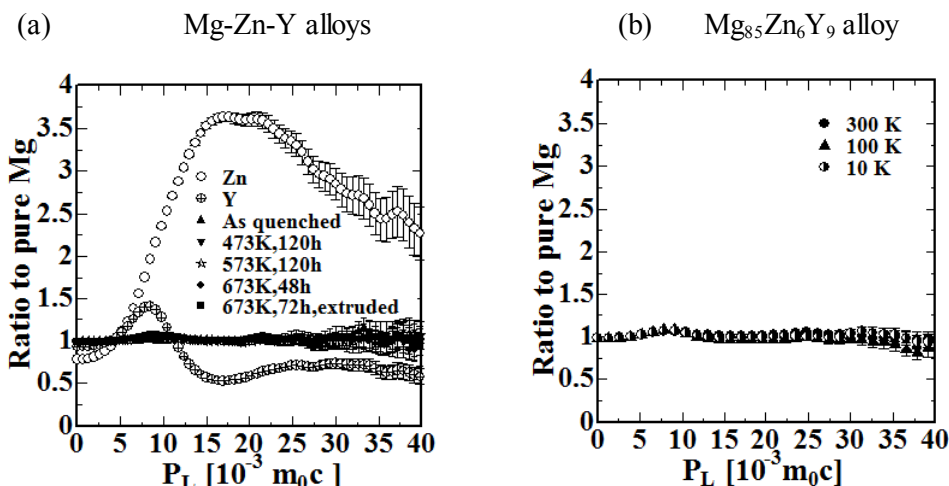 (a) Mg-Zn-Y alloys
4
3.5
3
2.5
2
1.5
1
0.5
0
Ratio to pure Mg
Zn
Y
As quenched
473K,120h
573K,120h
673K,48h
673K,72h,extruded
0 5 10 15 20 25 30 35 40
P_L [10⁻³ m₀c ]
(b) Mg₈₅Zn₆Y₉ alloy
4
3.5
3
2.5
2
1.5
1
0.5
0
Ratio to pure Mg
300 K
100 K
10 K
0 5 10 15 20 25 30 35 40
P_L [10⁻³m₀c]